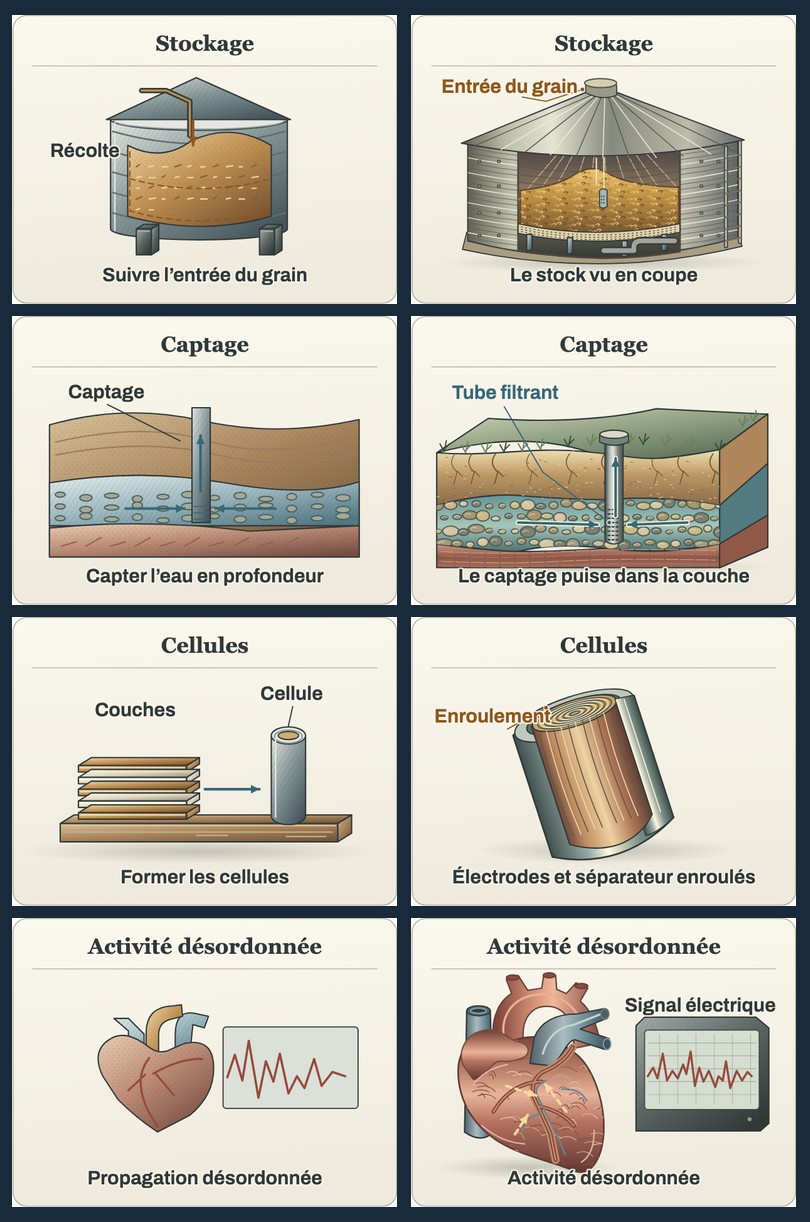 Stockage
Récolte
Suivre l’entrée du grain
Stockage
Entrée du grain
Le stock vu en coupe
Captage
Captage
Capter l’eau en profondeur
Captage
Tube filtrant
Le captage puise dans la couche
Cellules
Couches
Cellule
Former les cellules
Cellules
Enroulement
Électrodes et séparateur enroulés
Activité désordonnée
Propagation désordonnée
Activité désordonnée
Signal électrique
Activité désordonnée